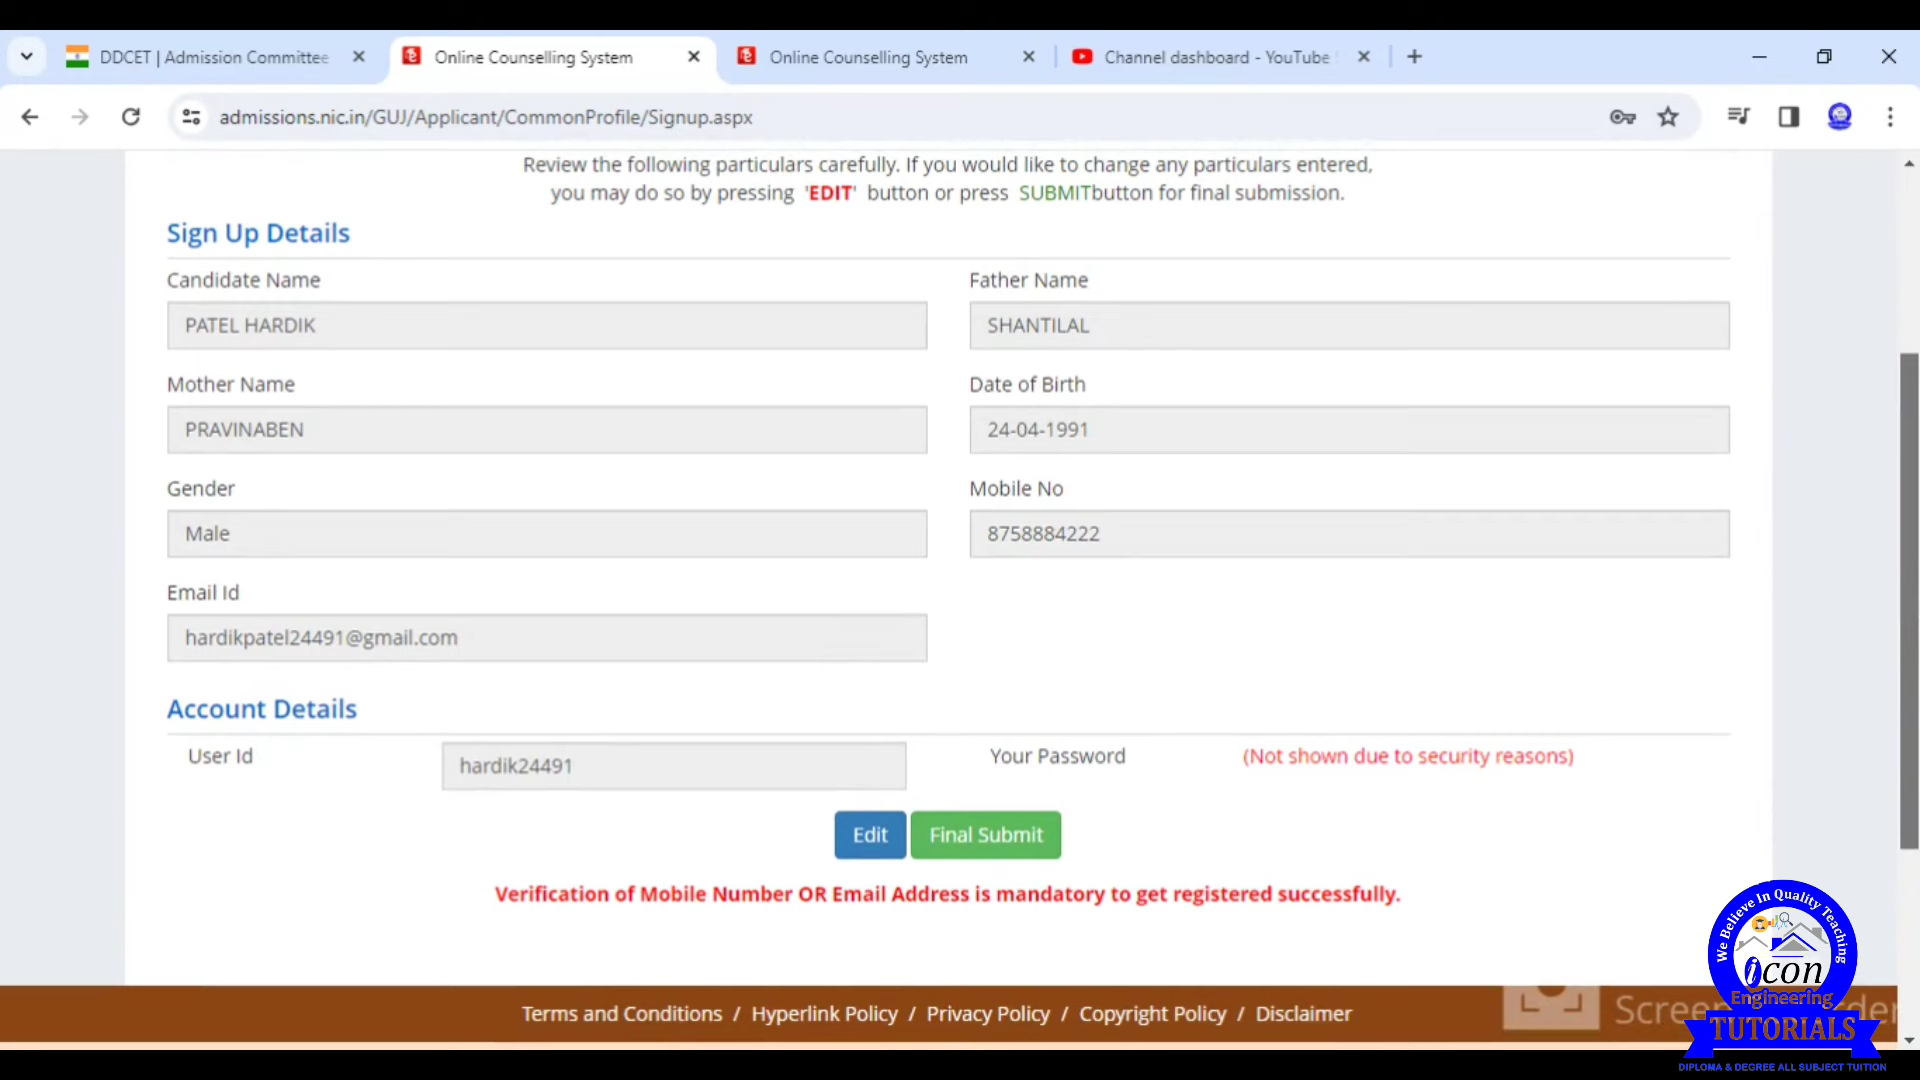 DDCET | Admission Committee
Online Counselling System
Online Counselling System
Channel dashboard - YouTube
admissions.nic.in/GUJ/Applicant/CommonProfile/Signup.aspx
Review the following particulars carefully. If you would like to change any particulars entered,
you may do so by pressing 'EDIT' button or press SUBMITbutton for final submission.
Sign Up Details
Candidate Name
Father Name
PATEL HARDIK
SHANTILAL
Mother Name
Date of Birth
PRAVINABEN
24-04-1991
Gender
Mobile No
Male
8758884222
Email Id
hardikpatel24491@gmail.com
Account Details
User Id
hardik24491
Your Password
(Not shown due to security reasons)
Edit
Final Submit
Verification of Mobile Number OR Email Address is mandatory to get registered successfully.
Terms and Conditions / Hyperlink Policy / Privacy Policy / Copyright Policy / Disclaimer
We Believe In Quality Teaching
icon
Engineering
TUTORIALS
DIPLOMA & DEGREE ALL SUBJECT TUITION